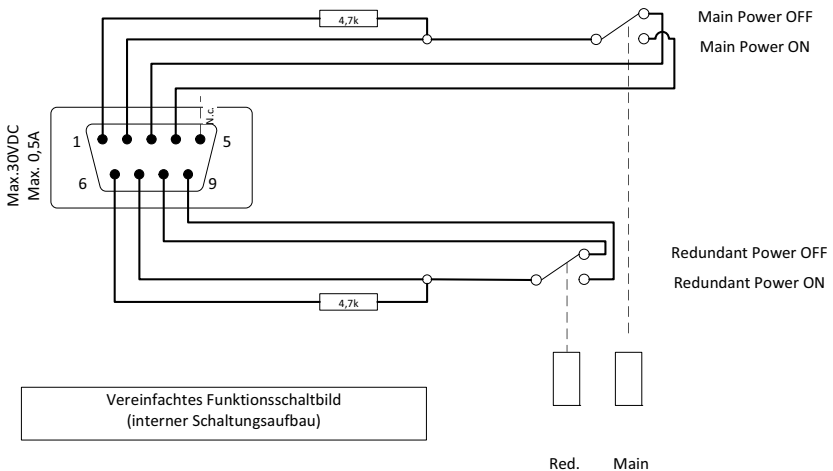 4,7k
Main Power OFF
Main Power ON
N.c.
Max.30VDC
Max. 0,5A
1
5
6
9
Redundant Power OFF
Redundant Power ON
4,7k
Vereinfachtes Funktionsschaltbild
(interner Schaltungsaufbau)
Red.
Main